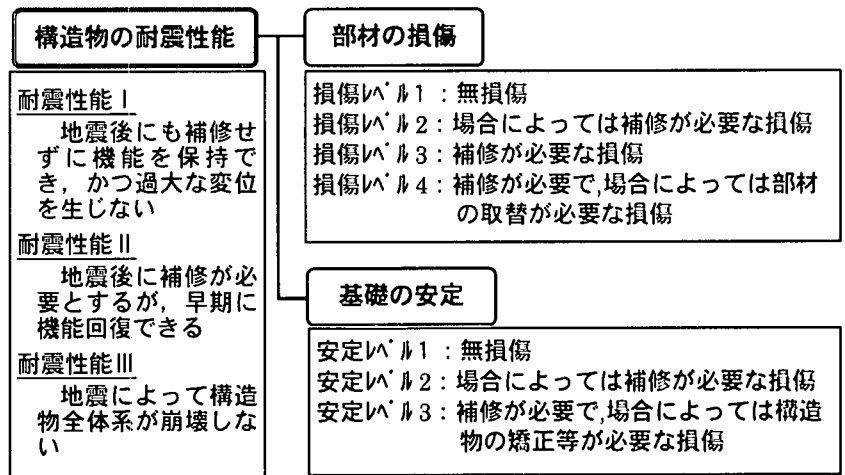 構造物の耐震性能
耐震性能Ⅰ
地震後にも補修せ
ずに機能を保持で
き，かつ過大な変位
を生じない
耐震性能Ⅱ
地震後に補修が必
要とするが，早期に
機能回復できる
耐震性能Ⅲ
地震によって構造
物全体系が崩壊しな
い
部材の損傷
損傷ﾚﾍﾞﾙ1：無損傷
損傷ﾚﾍﾞﾙ2：場合によっては補修が必要な損傷
損傷ﾚﾍﾞﾙ3：補修が必要な損傷
損傷ﾚﾍﾞﾙ4：補修が必要で,場合によっては部材
の取替が必要な損傷
基礎の安定
安定ﾚﾍﾞﾙ1：無損傷
安定ﾚﾍﾞﾙ2：場合によっては補修が必要な損傷
安定ﾚﾍﾞﾙ3：補修が必要で,場合によっては構造
物の矯正等が必要な損傷